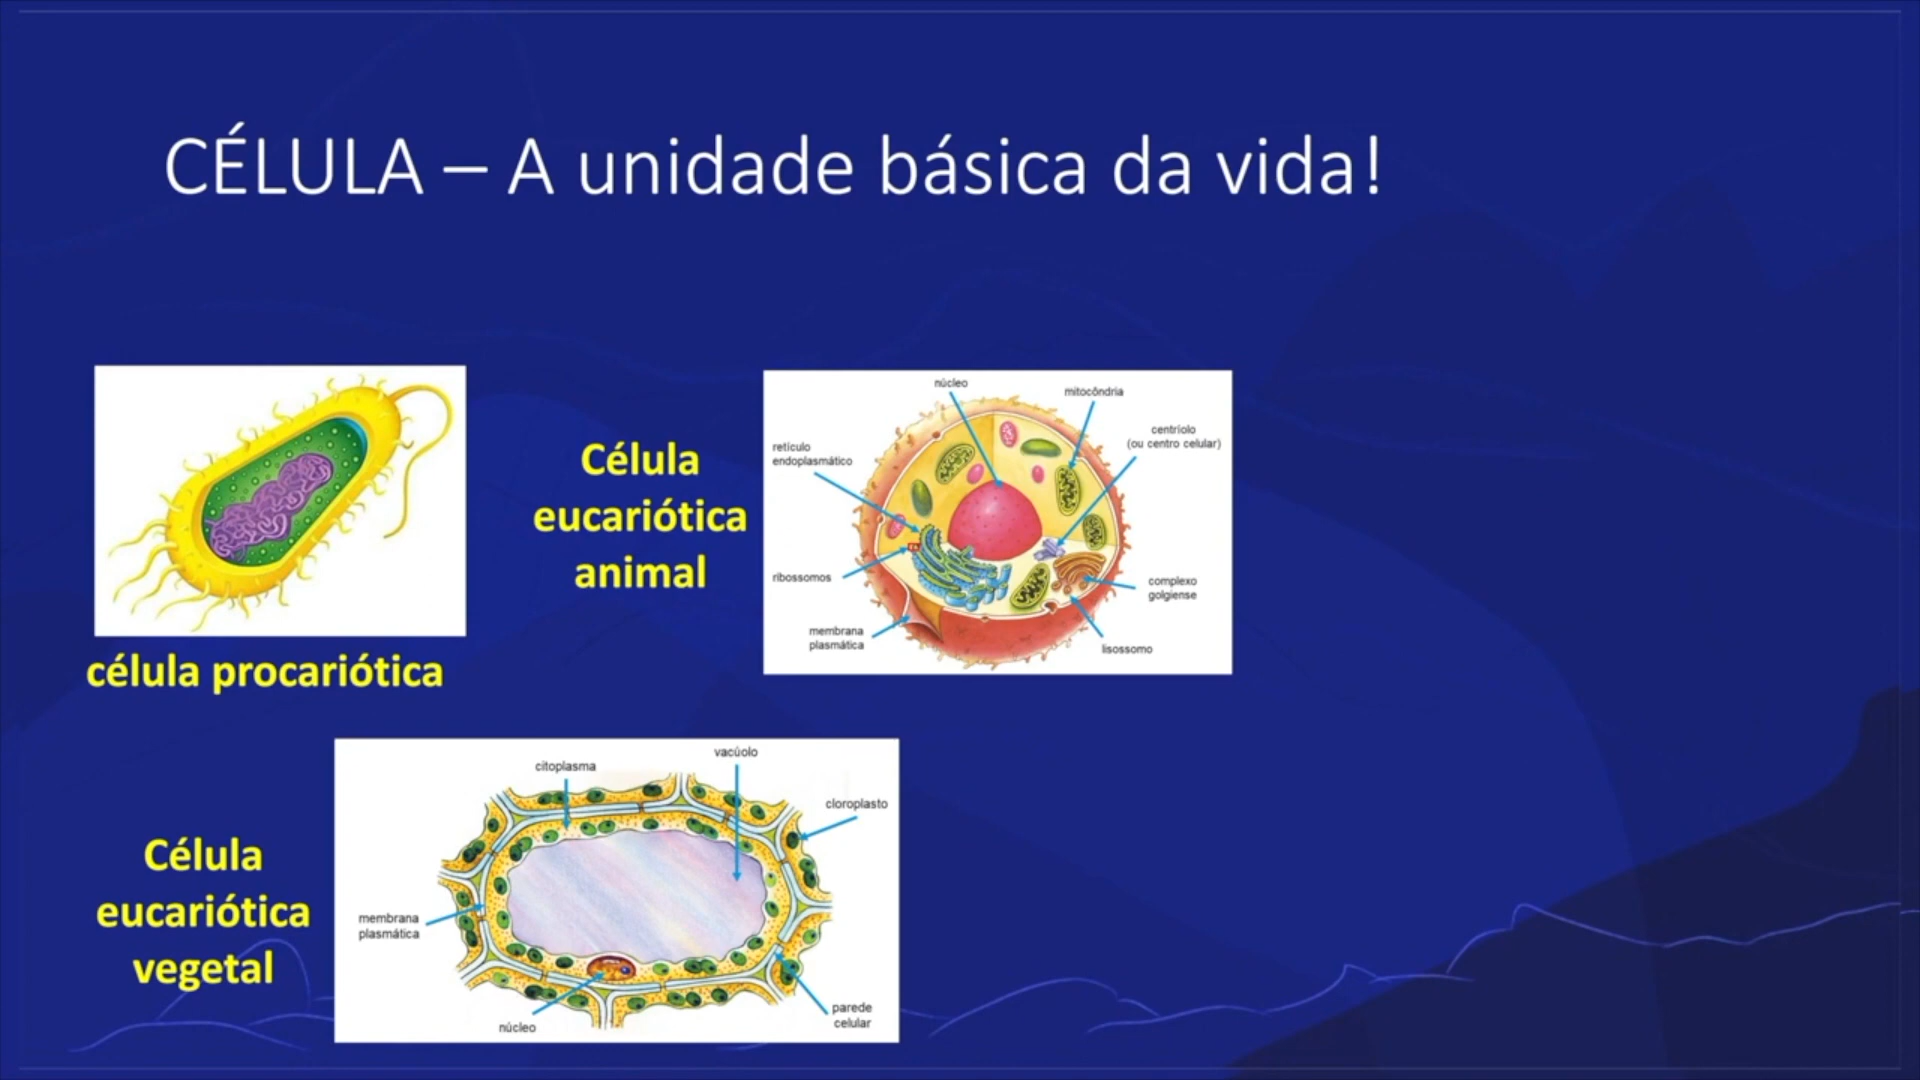 CÉLULA – A unidade básica da vida!
célula procariótica
Célula
eucariótica
animal
núcleo
mitocôndria
centríolo
(ou centro celular)
retículo
endoplasmático
ribossomos
complexo
golgiense
membrana
plasmática
lisossomo
Célula
eucariótica
vegetal
vacúolo
citoplasma
cloroplasto
membrana
plasmática
núcleo
parede
celular